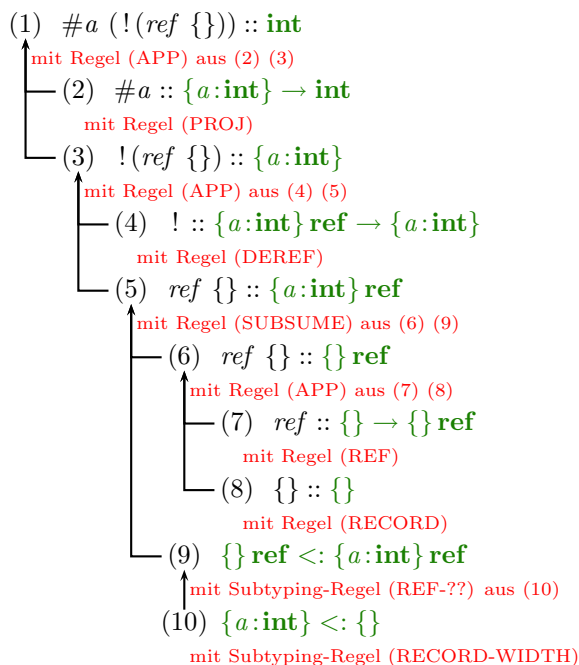 (1) #a (!(ref {})) :: int
mit Regel (APP) aus (2) (3)
(2) #a :: {a:int} → int
mit Regel (PROJ)
(3) !(ref {}) :: {a:int}
mit Regel (APP) aus (4) (5)
(4) ! :: {a:int} ref → {a:int}
mit Regel (DEREF)
(5) ref {} :: {a:int} ref
mit Regel (SUBSUME) aus (6) (9)
(6) ref {} :: {} ref
mit Regel (APP) aus (7) (8)
(7) ref :: {} → {} ref
mit Regel (REF)
(8) {} :: {}
mit Regel (RECORD)
(9) {} ref <: {a:int} ref
mit Subtyping-Regel (REF-??) aus (10)
(10) {a:int} <: {}
mit Subtyping-Regel (RECORD-WIDTH)